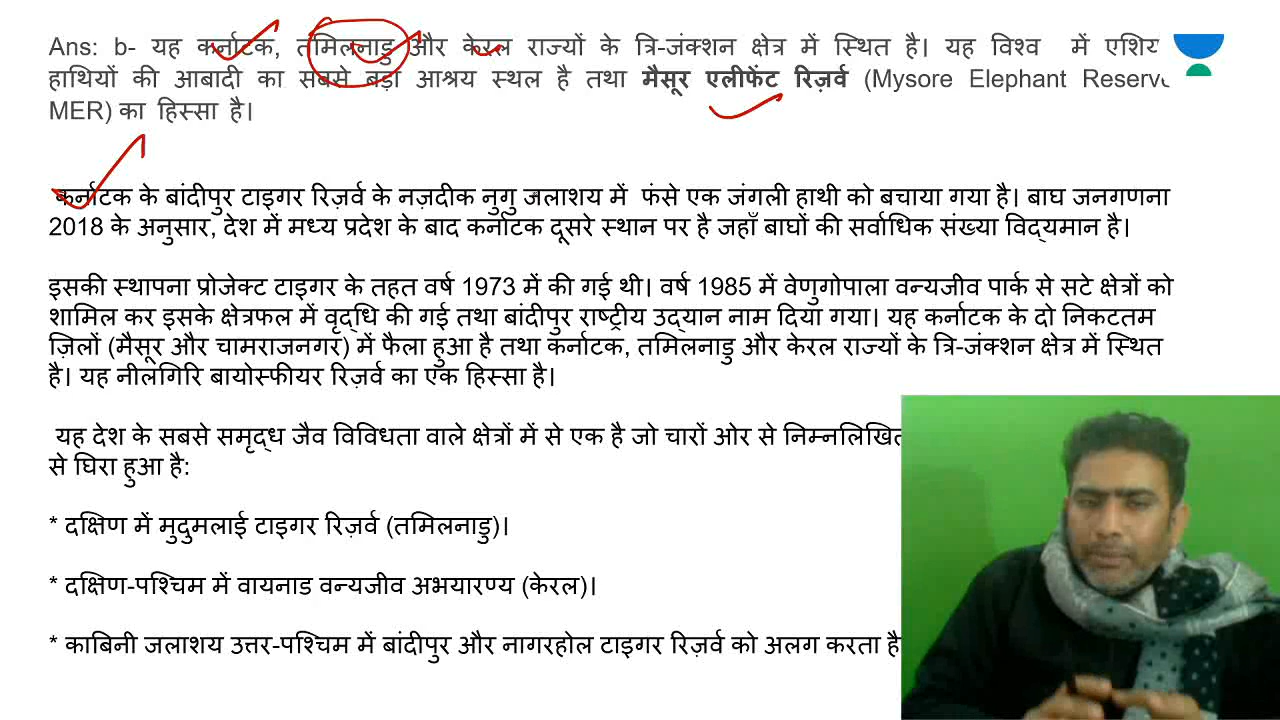 Ans: b- यह कर्नाटक, तमिलनाडु और केरल राज्यों के त्रि-जंक्शन क्षेत्र में स्थित है। यह विश्व में
हाथियों की आबादी का सबसे बड़ा आश्रय स्थल है तथा मैसूर एलीफेंट रिज़र्व (Mysore Elephant Reserve
MER) का हिस्सा है।
कर्नाटक के बांदीपुर टाइगर रिज़र्व के नज़दीक नुगु जलाशय में फंसे एक जंगली हाथी को बचाया गया है। बाघ जनगणना
2018 के अनुसार, देश में मध्य प्रदेश के बाद कर्नाटक दूसरे स्थान पर है जहाँ बाघों की सर्वाधिक संख्या विद्यमान है।
इसकी स्थापना प्रोजेक्ट टाइगर के तहत वर्ष 1973 में की गई थी। वर्ष 1985 में वेणुगोपाला वन्यजीव पार्क से सटे क्षेत्रों को
शामिल कर इसके क्षेत्रफल में वृद्धि की गई तथा बांदीपुर राष्ट्रीय उद्यान नाम दिया गया। यह कर्नाटक के दो निकटतम
ज़िलों (मैसूर और चामराजनगर) में फैला हुआ है तथा कर्नाटक, तमिलनाडु और केरल राज्यों के त्रि-जंक्शन क्षेत्र में स्थित
है। यह नीलगिरि बायोस्फीयर रिज़र्व का एक हिस्सा है।
यह देश के सबसे समृद्ध जैव विविधता वाले क्षेत्रों में से एक है जो चारों ओर से निम्नलिखित
से घिरा हुआ है:
* दक्षिण में मुदुमलाई टाइगर रिज़र्व (तमिलनाडु)।
* दक्षिण-पश्चिम में वायनाड वन्यजीव अभयारण्य (केरल)।
* काबिनी जलाशय उत्तर-पश्चिम में बांदीपुर और नागरहोल टाइगर रिज़र्व को अलग करता है